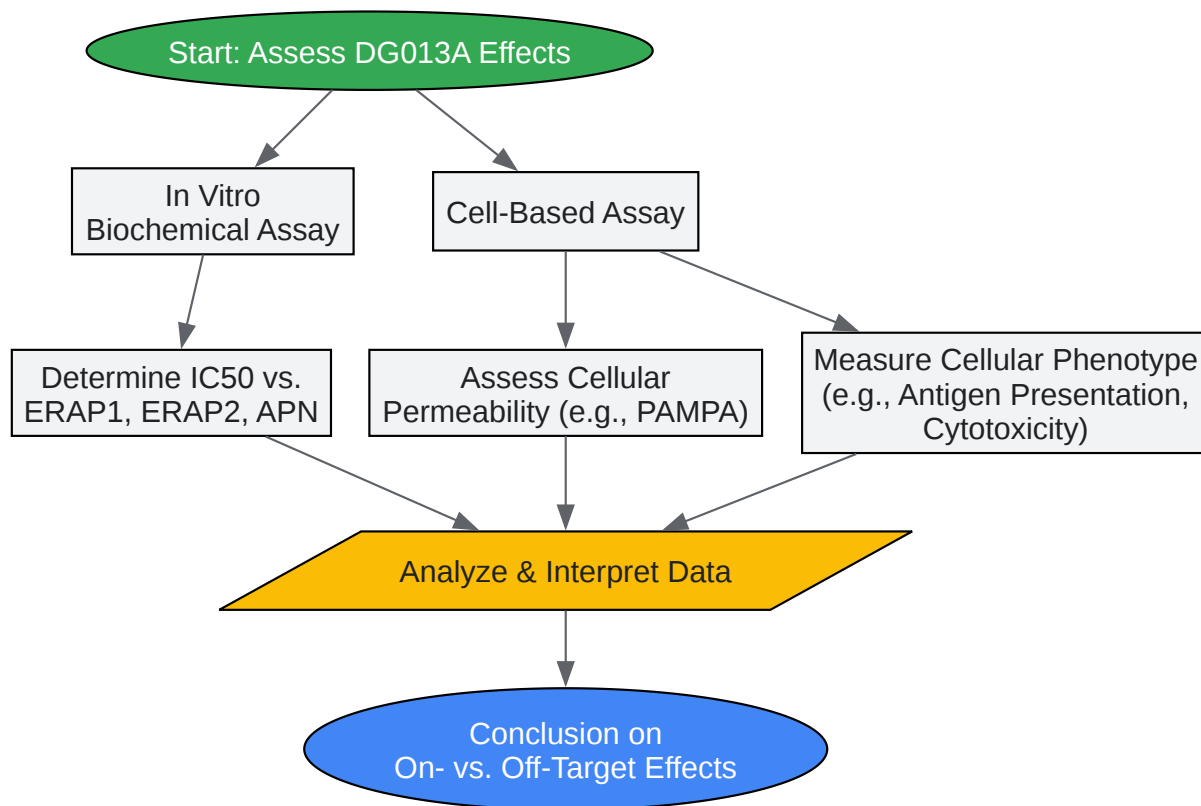 Start: Assess DG013A Effects
In Vitro
Biochemical Assay
Cell-Based Assay
Determine IC50 vs.
ERAP1, ERAP2, APN
Assess Cellular
Permeability (e.g., PAMPA)
Measure Cellular Phenotype
(e.g., Antigen Presentation,
Cytotoxicity)
Analyze & Interpret Data
Conclusion on
On- vs. Off-Target Effects